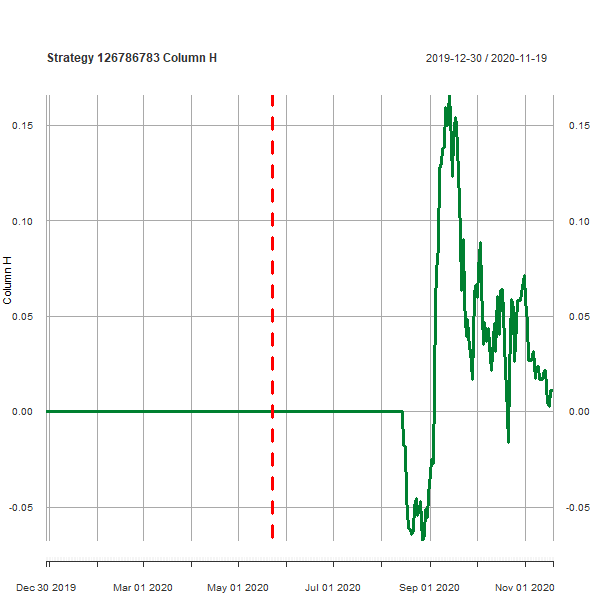 Strategy 126786783 Column H 2019-12-30 / 2020-11-19
0.15 0.15
0.10 0.10
0.05 0.05
Column H
0.00 0.00
-0.05 -0.05
Dec 30 2019 Mar 01 2020 May 01 2020 Jul 01 2020 Sep 01 2020 Nov 01 2020